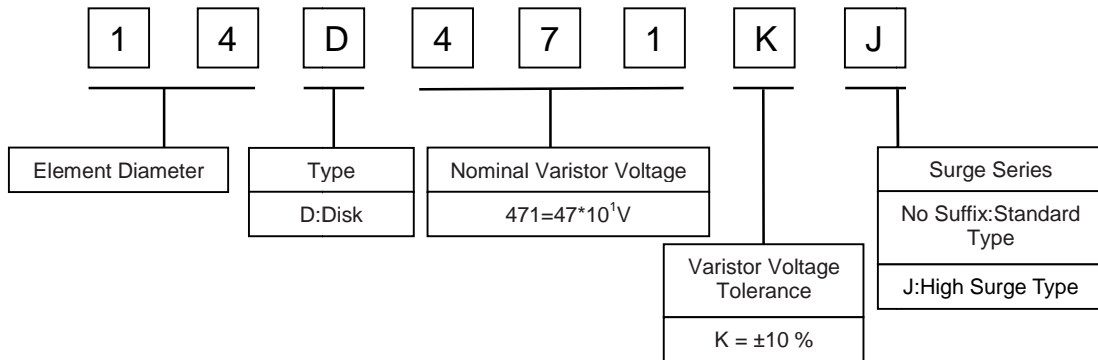 1 4 D 4 7 1 K J
Element Diameter
Type
D:Disk
Nominal Varistor Voltage
471=47*10¹V
Varistor Voltage
Tolerance
K = ±10 %
Surge Series
No Suffix:Standard
Type
J:High Surge Type